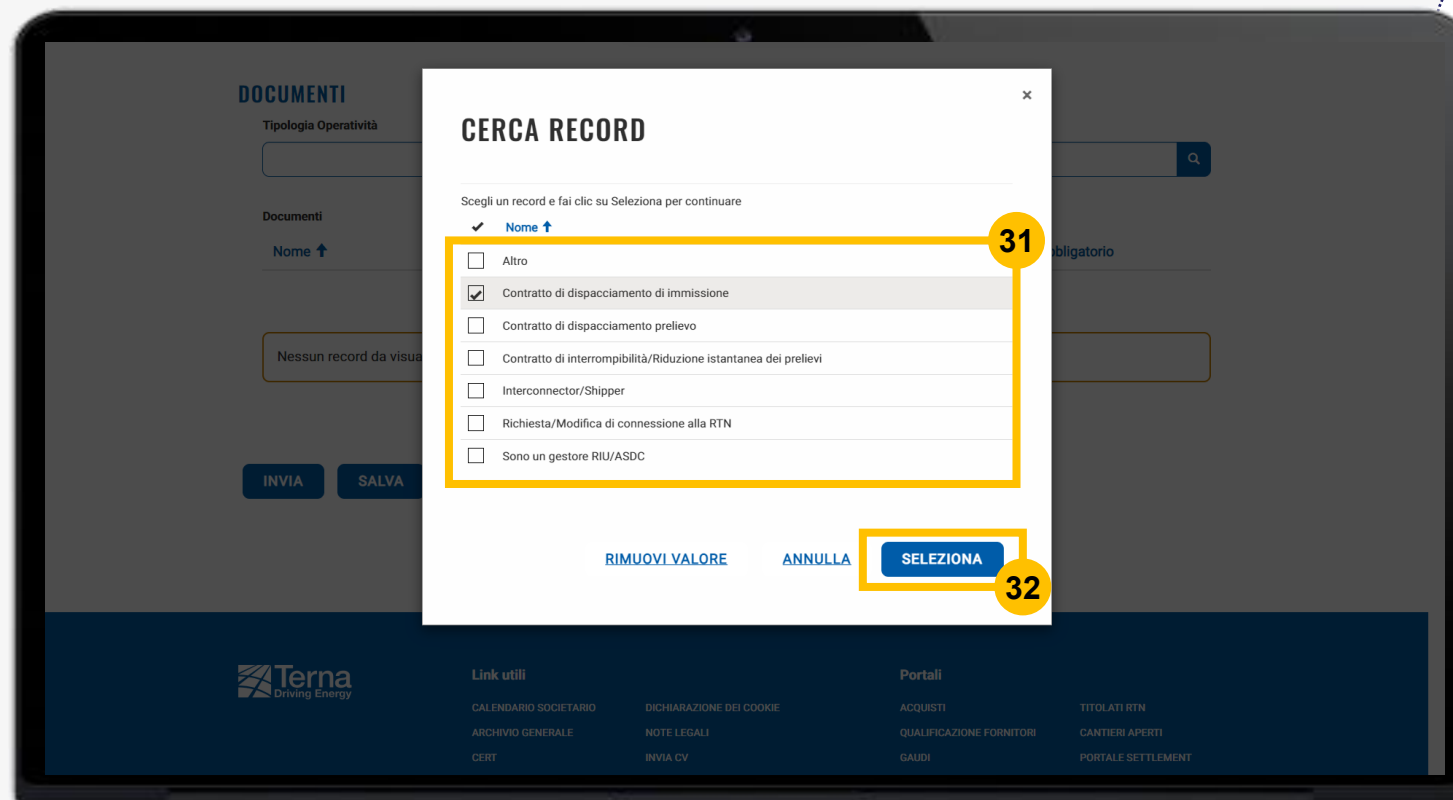 DOCUMENTI
Tipologia Operatività
Documenti
Nome
obbligatorio
Nessun record da visua
INVIA
SALVA
×
CERCA RECORD
Scegli un record e fai clic su Seleziona per continuare
Nome
31
Altro
Contratto di dispacciamento di immissione
Contratto di dispacciamento prelievo
Contratto di interrompibilità/Riduzione istantanea dei prelievi
Interconnector/Shipper
Richiesta/Modifica di connessione alla RTN
Sono un gestore RIU/ASDC
RIMUOVI VALORE
ANNULLA
SELEZIONA
32
Terna
Driving Energy
Link utili
CALENDARIO SOCIETARIO
DICHIARAZIONE DEI COOKIE
ARCHIVIO GENERALE
NOTE LEGALI
CERT
INVIA CV
Portali
ACQUISTI
TITOLATI RTN
QUALIFICAZIONE FORNITORI
CANTIERI APERTI
GAUDI
PORTALE SETTLEMENT